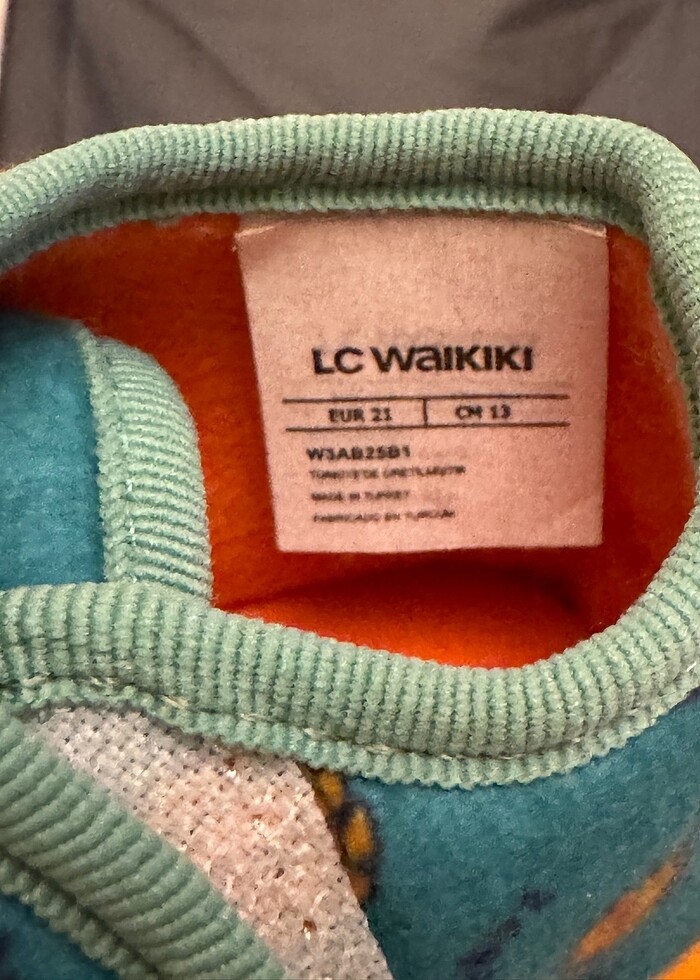 LC WAIKIKI
EUR 21 CM 13
W3AB25B1
TÜRKİYE'DE ÜRETİLMİŞTİR
MADE IN TURKEY
FABRICADO EN TURQUÍA